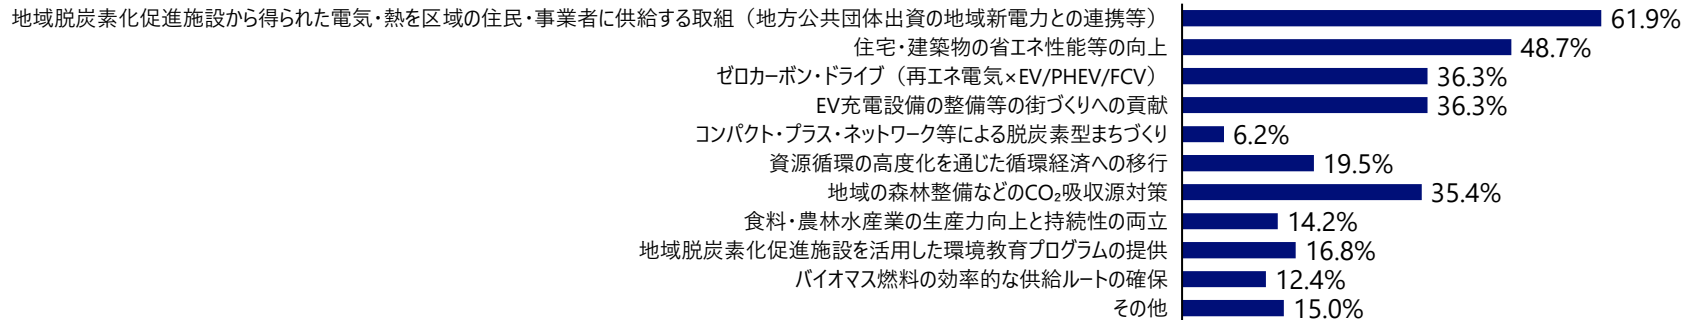 地域脱炭素化促進施設から得られた電気・熱を区域の住民・事業者に供給する取組（地方公共団体出資の地域新電力との連携等） 61.9%
住宅・建築物の省エネ性能等の向上 48.7%
ゼロカーボン・ドライブ（再エネ電気×EV/PHEV/FCV） 36.3%
EV充電設備の整備等の街づくりへの貢献 36.3%
コンパクト・プラス・ネットワーク等による脱炭素型まちづくり 6.2%
資源循環の高度化を通じた循環経済への移行 19.5%
地域の森林整備などのCO₂吸収源対策 35.4%
食料・農林水産業の生産力向上と持続性の両立 14.2%
地域脱炭素化促進施設を活用した環境教育プログラムの提供 16.8%
バイオマス燃料の効率的な供給ルートの確保 12.4%
その他 15.0%